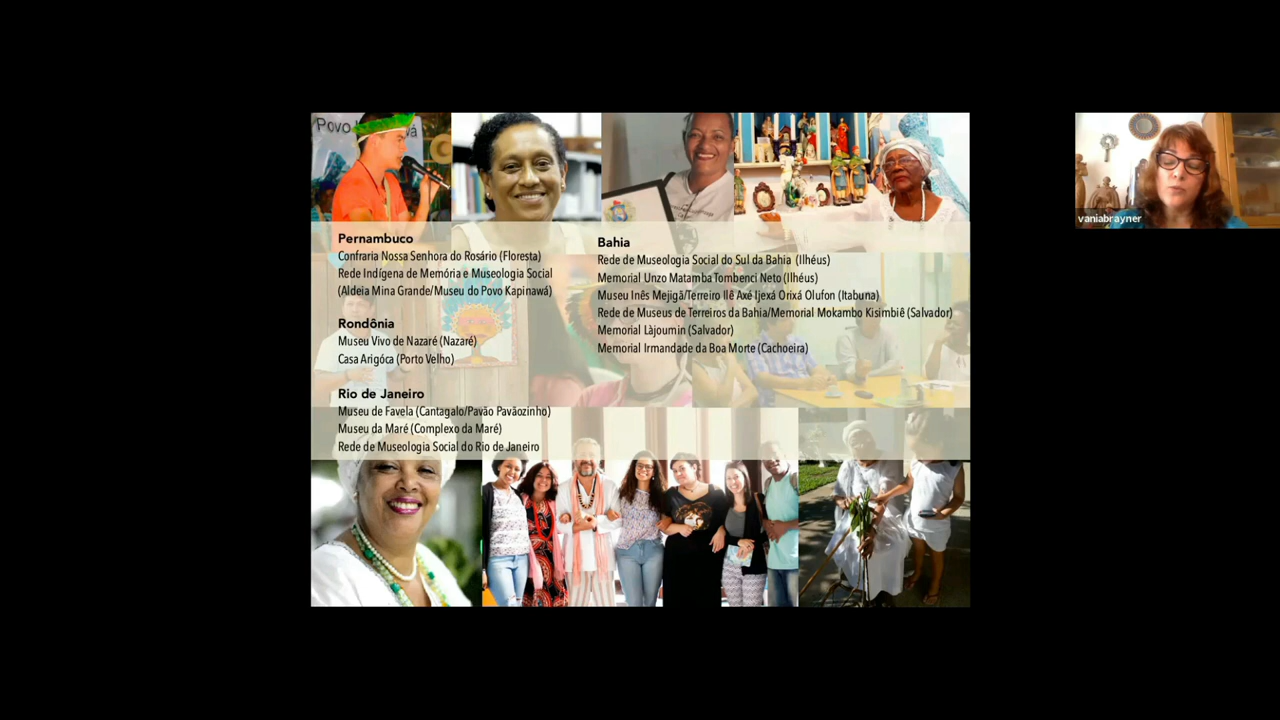 Povo
Pernambuco
Confraria Nossa Senhora do Rosário (Floresta)
Rede Indígena de Memória e Museologia Social
(Aldeia Mina Grande/Museu do Povo Kapinawá)
Rondônia
Museu Vivo de Nazaré (Nazaré)
Casa Arigóca (Porto Velho)
Rio de Janeiro
Museu de Favela (Cantagalo/Pavão Pavãozinho)
Museu da Maré (Complexo da Maré)
Rede de Museologia Social do Rio de Janeiro
Bahia
Rede de Museologia Social do Sul da Bahia (Ilhéus)
Memorial Unzo Matamba Tombenci Neto (Ilhéus)
Museu Inês Mejigã/Terreiro Ilê Axé Ijexá Orixá Olufon (Itabuna)
Rede de Museus de Terreiros da Bahia/Memorial Mokambo Kisimbiê (Salvador)
Memorial Làjoumin (Salvador)
Memorial Irmandade da Boa Morte (Cachoeira)
vaniabrayner